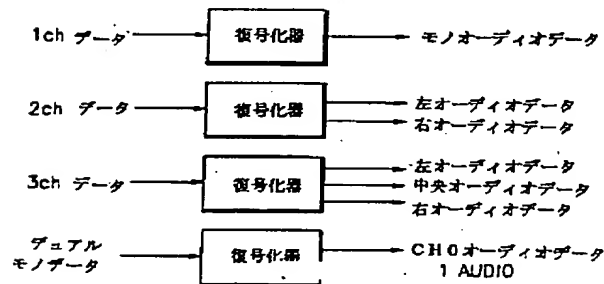 1ch データ 復号化器 モノオーディオデータ
2ch データ 復号化器 左オーディオデータ
右オーディオデータ
3ch データ 復号化器 左オーディオデータ
中央オーディオデータ
右オーディオデータ
デュアル
モノデータ 復号化器 CH0オーディオデータ
1 AUDIO